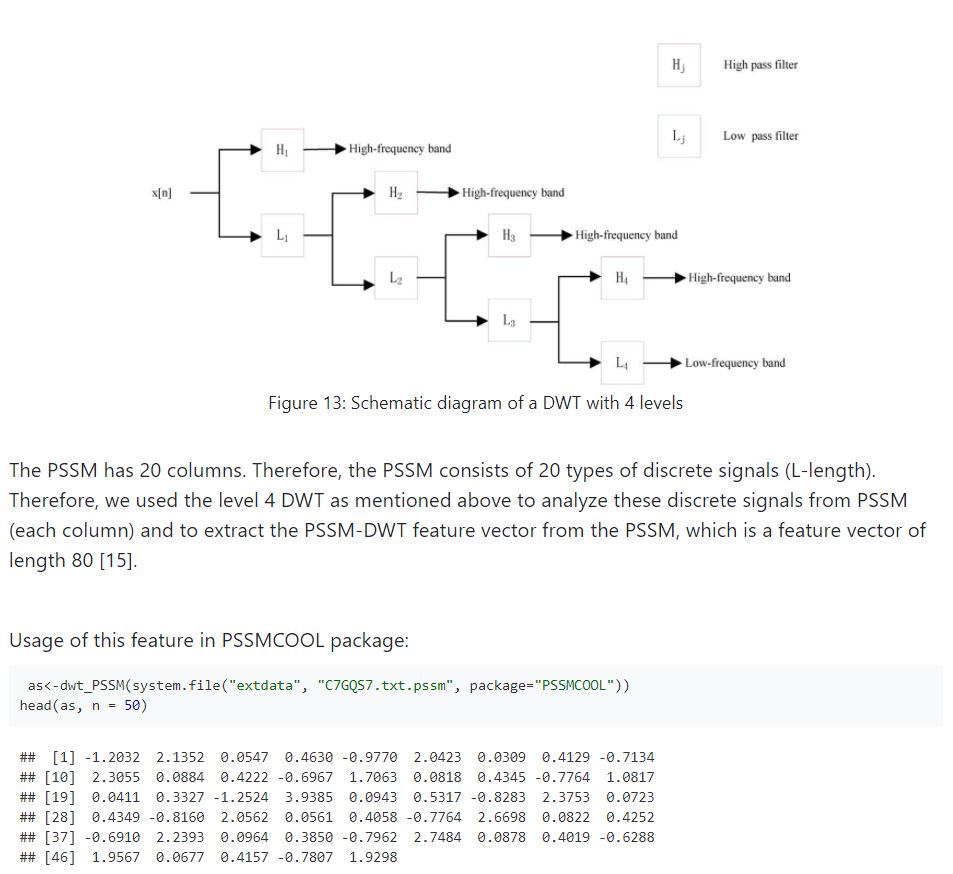 Hj High pass filter
Lj Low pass filter
H1 High-frequency band
x[n]
H2 High-frequency band
L1
H3 High-frequency band
L2
H4 High-frequency band
L3
L4 Low-frequency band
Figure 13: Schematic diagram of a DWT with 4 levels
The PSSM has 20 columns. Therefore, the PSSM consists of 20 types of discrete signals (L-length).
Therefore, we used the level 4 DWT as mentioned above to analyze these discrete signals from PSSM
(each column) and to extract the PSSM-DWT feature vector from the PSSM, which is a feature vector of
length 80 [15].
Usage of this feature in PSSMCOOL package:
as<-dwt_PSSM(system.file("extdata", "C7GQS7.txt.pssm", package="PSSMCOOL"))
head(as, n = 50)
## [1] -1.2032 2.1352 0.0547 0.4630 -0.9770 2.0423 0.0309 0.4129 -0.7134
## [10] 2.3055 0.0884 0.4222 -0.6967 1.7063 0.0818 0.4345 -0.7764 1.0817
## [19] 0.0411 0.3327 -1.2524 3.9385 0.0943 0.5317 -0.8283 2.3753 0.0723
## [28] 0.4349 -0.8160 2.0562 0.0561 0.4058 -0.7764 2.6698 0.0822 0.4252
## [37] -0.6910 2.2393 0.0964 0.3850 -0.7962 2.7484 0.0878 0.4019 -0.6288
## [46] 1.9567 0.0677 0.4157 -0.7807 1.9298